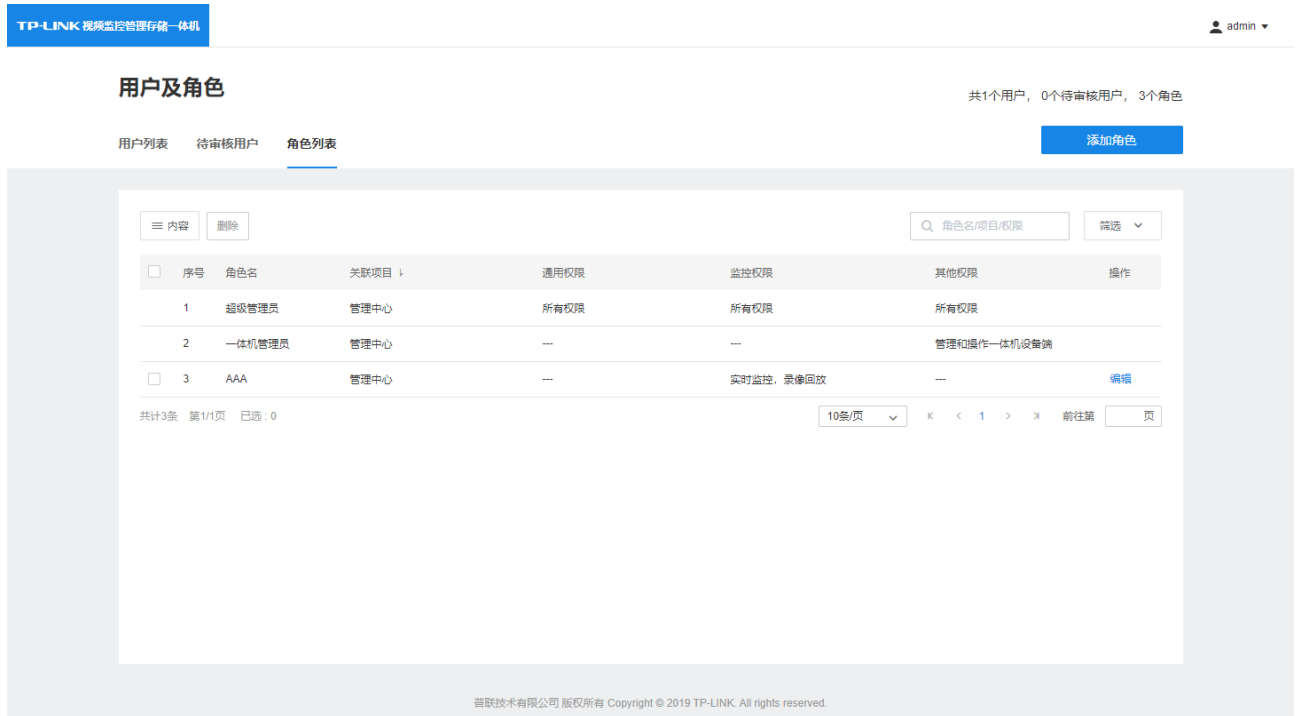 TP-LINK 视频监控管理存储一体机
admin
用户及角色
共1个用户， 0个待审核用户， 3个角色
用户列表 待审核用户 角色列表
添加角色
内容 删除 角色名/项目/权限 筛选
序号 角色名 关联项目 通用权限 监控权限 其他权限 操作
1 超级管理员 管理中心 所有权限 所有权限 所有权限
2 一体机管理员 管理中心 --- --- 管理和操作一体机设备端
3 AAA 管理中心 --- 实时监控，录像回放 --- 编辑
共计3条 第1/1页 已选 : 0 10条/页 1 前往第 页
普联技术有限公司 版权所有 Copyright © 2019 TP-LINK. All rights reserved.